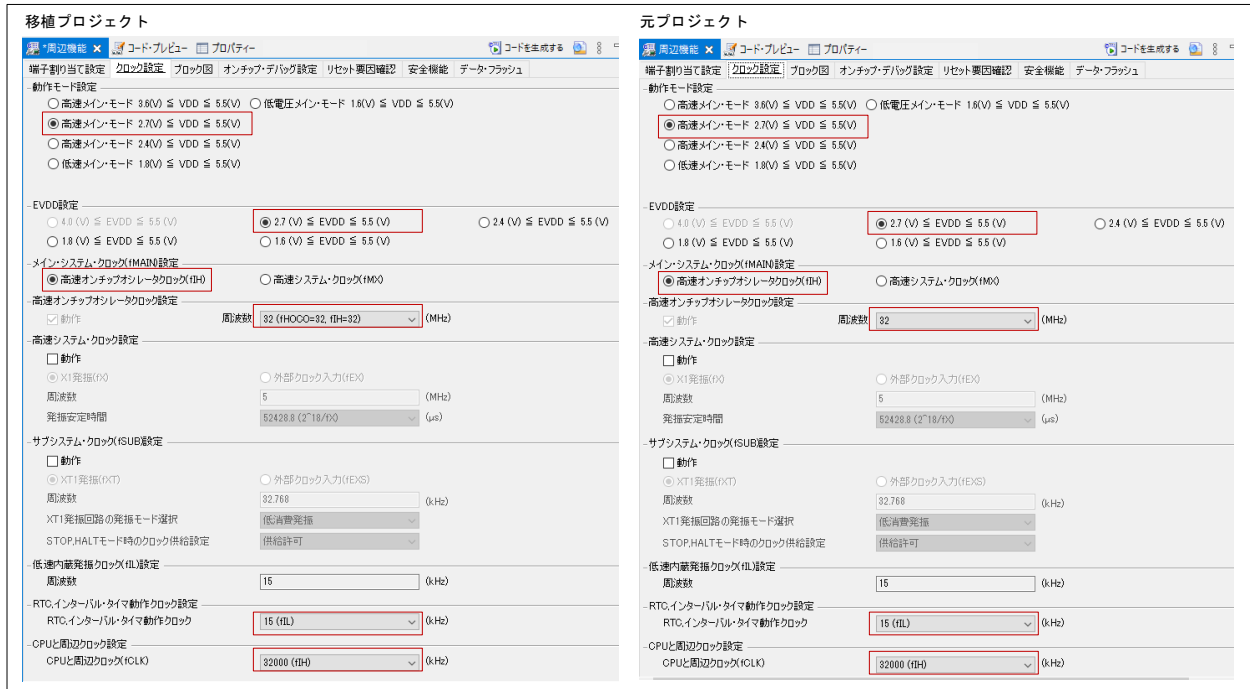 移植プロジェクト
*周辺機能 コード・プレビュー プロパティー コードを生成する
端子割り当て設定 クロック設定 ブロック図 オンチップ・デバッグ設定 リセット要因確認 安全機能 データ・フラッシュ
動作モード設定
高速メイン・モード 3.6(V) ≦ VDD ≦ 5.5(V) 低電圧メイン・モード 1.6(V) ≦ VDD ≦ 5.5(V)
高速メイン・モード 2.7(V) ≦ VDD ≦ 5.5(V)
高速メイン・モード 2.4(V) ≦ VDD ≦ 5.5(V)
低速メイン・モード 1.8(V) ≦ VDD ≦ 5.5(V)
EVDD設定
4.0 (V) ≦ EVDD ≦ 5.5 (V) 2.7 (V) ≦ EVDD ≦ 5.5 (V) 2.4 (V) ≦ EVDD ≦ 5.5 (V)
1.8 (V) ≦ EVDD ≦ 5.5 (V) 1.6 (V) ≦ EVDD ≦ 5.5 (V)
メイン・システム・クロック(fMAIN)設定
高速オンチップオシレータクロック(fIH) 高速システム・クロック(fMX)
高速オンチップオシレータクロック設定
動作 周波数 32 (fHOCO=32, fIH=32) (MHz)
高速システム・クロック設定
動作
X1発振(fX) 外部クロック入力(fEX)
周波数 5 (MHz)
発振安定時間 52428.8 (2^18/fX) (μs)
サブシステム・クロック(fSUB)設定
動作
XT1発振(fXT) 外部クロック入力(fEXS)
周波数 32.768 (kHz)
XT1発振回路の発振モード選択 低消費発振
STOP,HALTモード時のクロック供給設定 供給許可
低速内蔵発振クロック(fIL)設定
周波数 15 (kHz)
RTC,インターバル・タイマ動作クロック設定
RTC,インターバル・タイマ動作クロック 15 (fIL) (kHz)
CPUと周辺クロック設定
CPUと周辺クロック(fCLK) 32000 (fIH) (kHz)
元プロジェクト
周辺機能 コード・プレビュー プロパティー コードを生成する
端子割り当て設定 クロック設定 ブロック図 オンチップ・デバッグ設定 リセット要因確認 安全機能 データ・フラッシュ
動作モード設定
高速メイン・モード 3.6(V) ≦ VDD ≦ 5.5(V) 低電圧メイン・モード 1.6(V) ≦ VDD ≦ 5.5(V)
高速メイン・モード 2.7(V) ≦ VDD ≦ 5.5(V)
高速メイン・モード 2.4(V) ≦ VDD ≦ 5.5(V)
低速メイン・モード 1.8(V) ≦ VDD ≦ 5.5(V)
EVDD設定
4.0 (V) ≦ EVDD ≦ 5.5 (V) 2.7 (V) ≦ EVDD ≦ 5.5 (V) 2.4 (V) ≦ EVDD ≦ 5.5 (V)
1.8 (V) ≦ EVDD ≦ 5.5 (V) 1.6 (V) ≦ EVDD ≦ 5.5 (V)
メイン・システム・クロック(fMAIN)設定
高速オンチップオシレータクロック(fIH) 高速システム・クロック(fMX)
高速オンチップオシレータクロック設定
動作 周波数 32 (MHz)
高速システム・クロック設定
動作
X1発振(fX) 外部クロック入力(fEX)
周波数 5 (MHz)
発振安定時間 52428.8 (2^18/fX) (μs)
サブシステム・クロック(fSUB)設定
動作
XT1発振(fXT) 外部クロック入力(fEXS)
周波数 32.768 (kHz)
XT1発振回路の発振モード選択 低消費発振
STOP,HALTモード時のクロック供給設定 供給許可
低速内蔵発振クロック(fIL)設定
周波数 15 (kHz)
RTC,インターバル・タイマ動作クロック設定
RTC,インターバル・タイマ動作クロック 15 (fIL) (kHz)
CPUと周辺クロック設定
CPUと周辺クロック(fCLK) 32000 (fIH) (kHz)